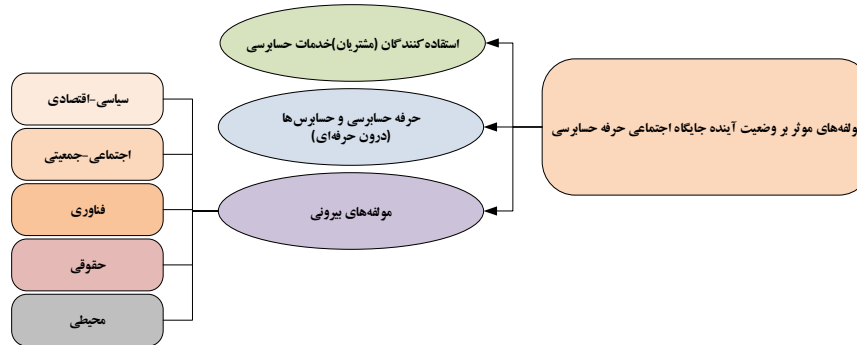 ولفه‌های موثر بر وضعیت آینده جایگاه اجتماعی حرفه حسابرسی
استفاده‌کنندگان (مشتریان)خدمات حسابرسی
حرفه حسابرسی و حسابرس‌ها
(درون حرفه‌ای)
مولفه‌های بیرونی
سیاسی-اقتصادی
اجتماعی-جمعیتی
فناوری
حقوقی
محیطی